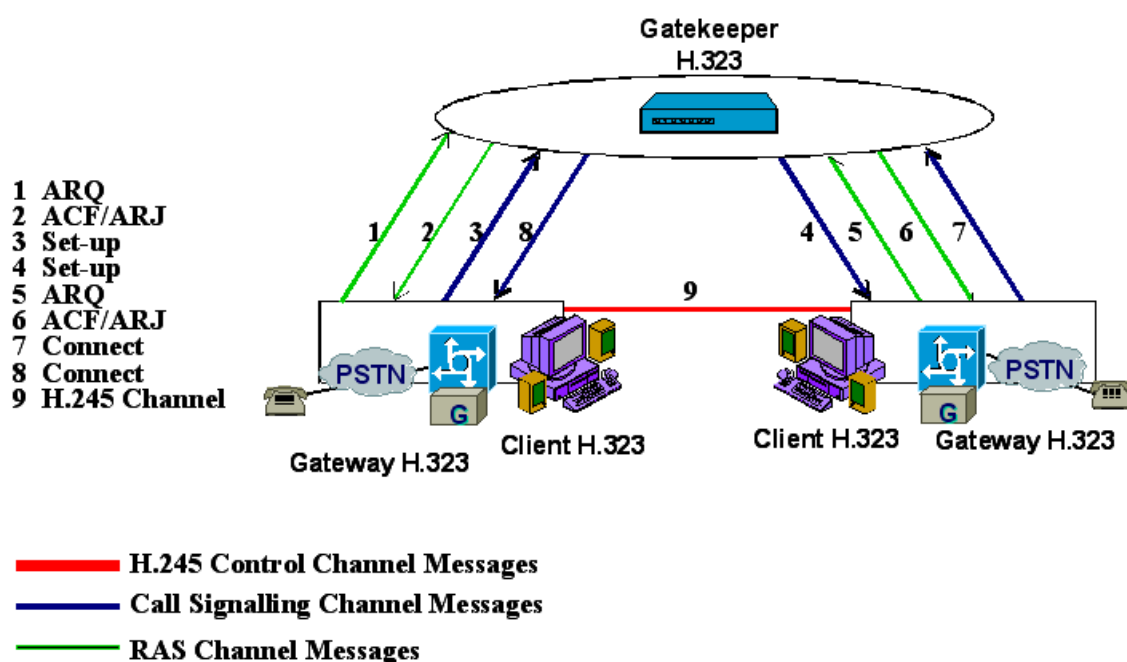 Gatekeeper
H.323
1 ARQ
2 ACF/ARJ
3 Set-up
4 Set-up
5 ARQ
6 ACF/ARJ
7 Connect
8 Connect
9 H.245 Channel
1
2
3
8
4
5
6
7
9
PSTN
G
PSTN
G
Gateway H.323
Client H.323
Client H.323
Gateway H.323
H.245 Control Channel Messages
Call Signalling Channel Messages
RAS Channel Messages